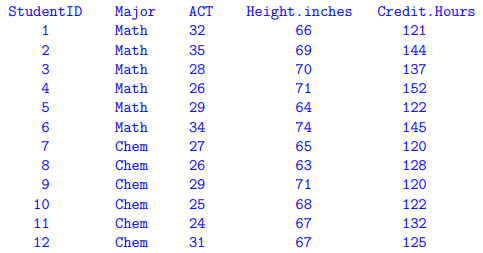 StudentID Major ACT Height.inches Credit.Hours
1 Math 32 66 121
2 Math 35 69 144
3 Math 28 70 137
4 Math 26 71 152
5 Math 29 64 122
6 Math 34 74 145
7 Chem 27 65 120
8 Chem 26 63 128
9 Chem 29 71 120
10 Chem 25 68 122
11 Chem 24 67 132
12 Chem 31 67 125